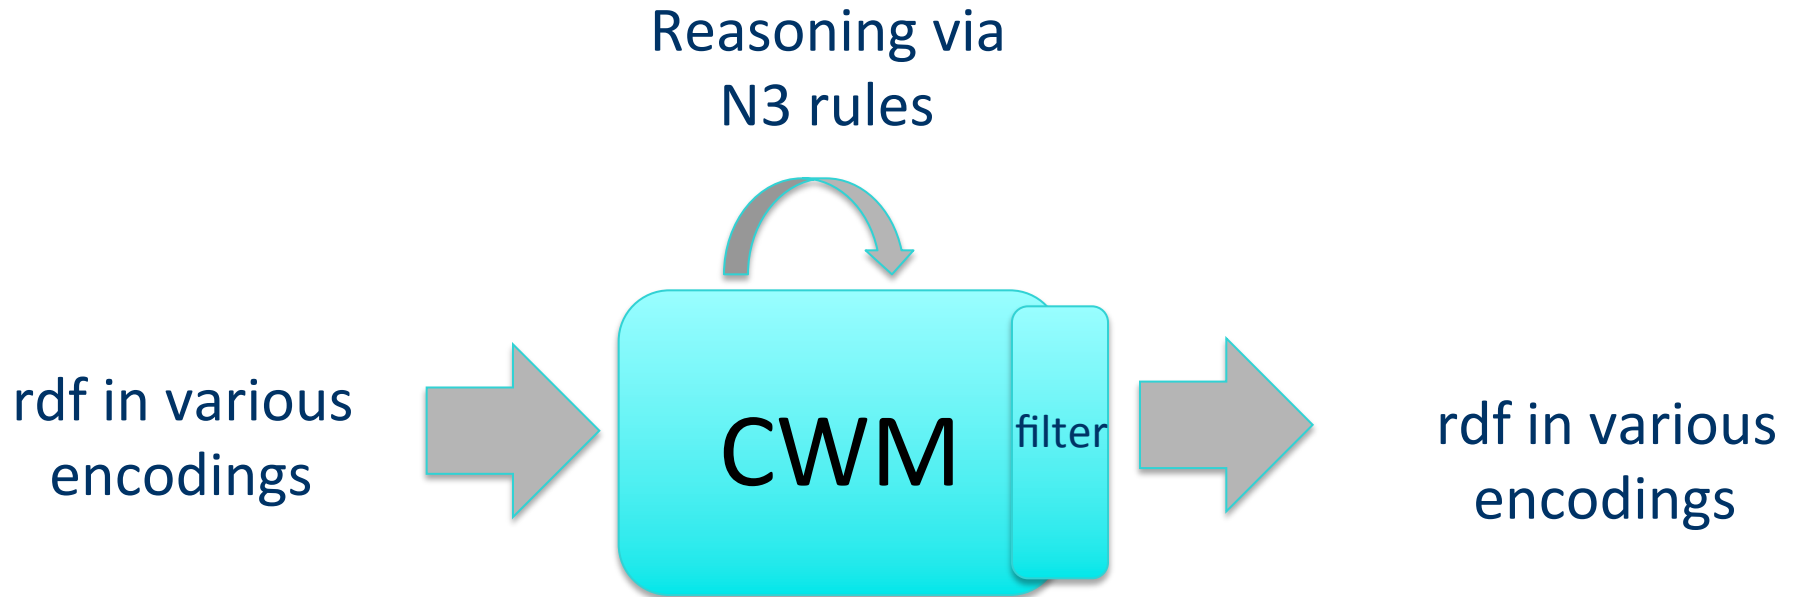 Reasoning via
N3 rules
rdf in various
encodings
CWM
filter
rdf in various
encodings